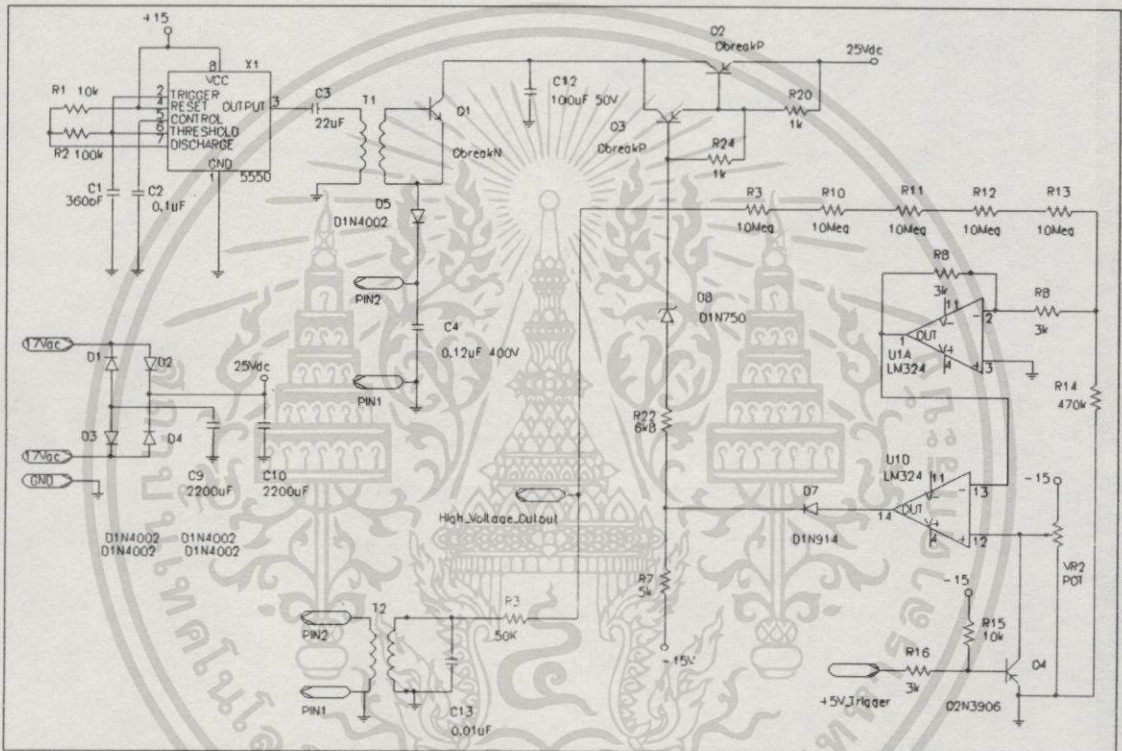 +15
R1 10k
8
X1
VCC
2
TRIGGER
4
RESET
OUTPUT
3
5
CONTROL
6
THRESHOLD
7
DISCHARGE
R2 100k
GND
1
555D
C1
360pF
C2
0.1uF
C3
22uF
T1
Q1
QbreakN
D5
D1N4002
PIN2
C4
0.12uF 400V
PIN1
C12
100uF 50V
Q2
QbreakP
25Vdc
Q3
QbreakP
R20
1k
R24
1k
R3
10Meg
R10
10Meg
R11
10Meg
R12
10Meg
R13
10Meg
R8
3k
11
V-
2
OUT
1
V+
4
3
U1A
LM324
R8
3k
R14
470k
D8
D1N750
R22
6k8
17Vac
D1
D2
25Vdc
D3
D4
17Vac
GND
C9
2200uF
C10
2200uF
D1N4002
D1N4002
D1N4002
D1N4002
High_Voltage_Output
D7
D1N914
U1D
LM324
11
V-
13
OUT
14
V+
4
12
-15
VR2
POT
R7
5k
-15V
-15
R15
10k
R16
3k
+5V_Trigger
Q4
Q2N3906
PIN2
T2
R3
50K
PIN1
C13
0.01uF